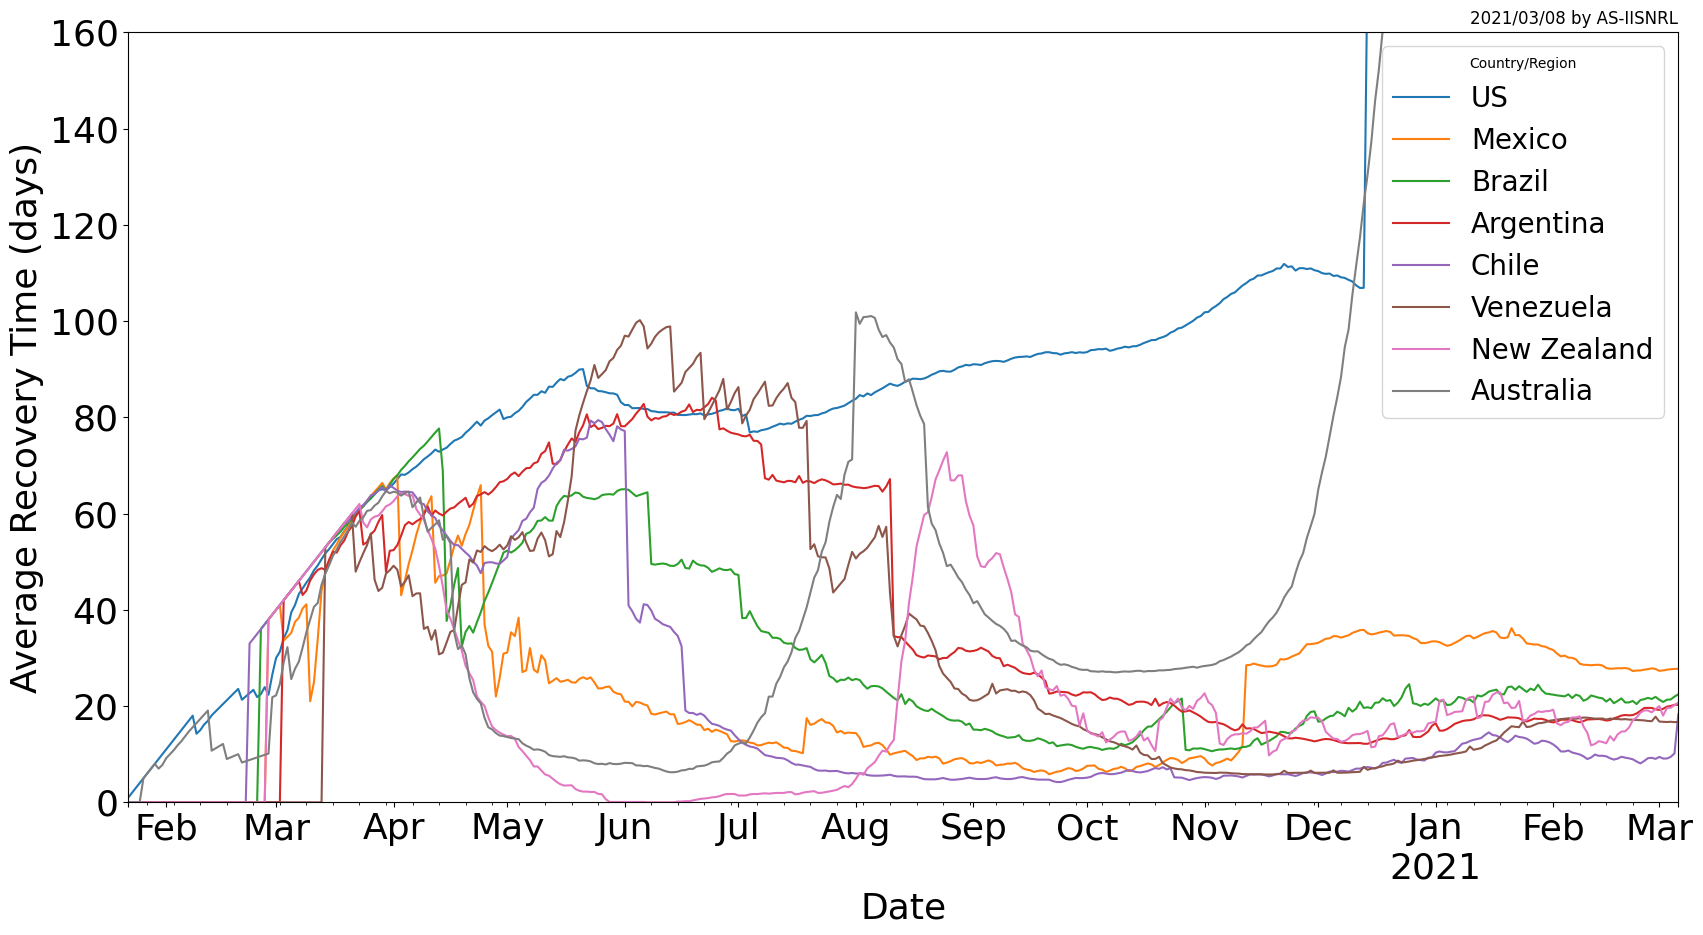 2021/03/08 by AS-IISNRL
Average Recovery Time (days)
160
140
120
100
80
60
40
20
0
Country/Region
US
Mexico
Brazil
Argentina
Chile
Venezuela
New Zealand
Australia
Feb Mar Apr May Jun Jul Aug Sep Oct Nov Dec Jan Feb Mar
2021
Date